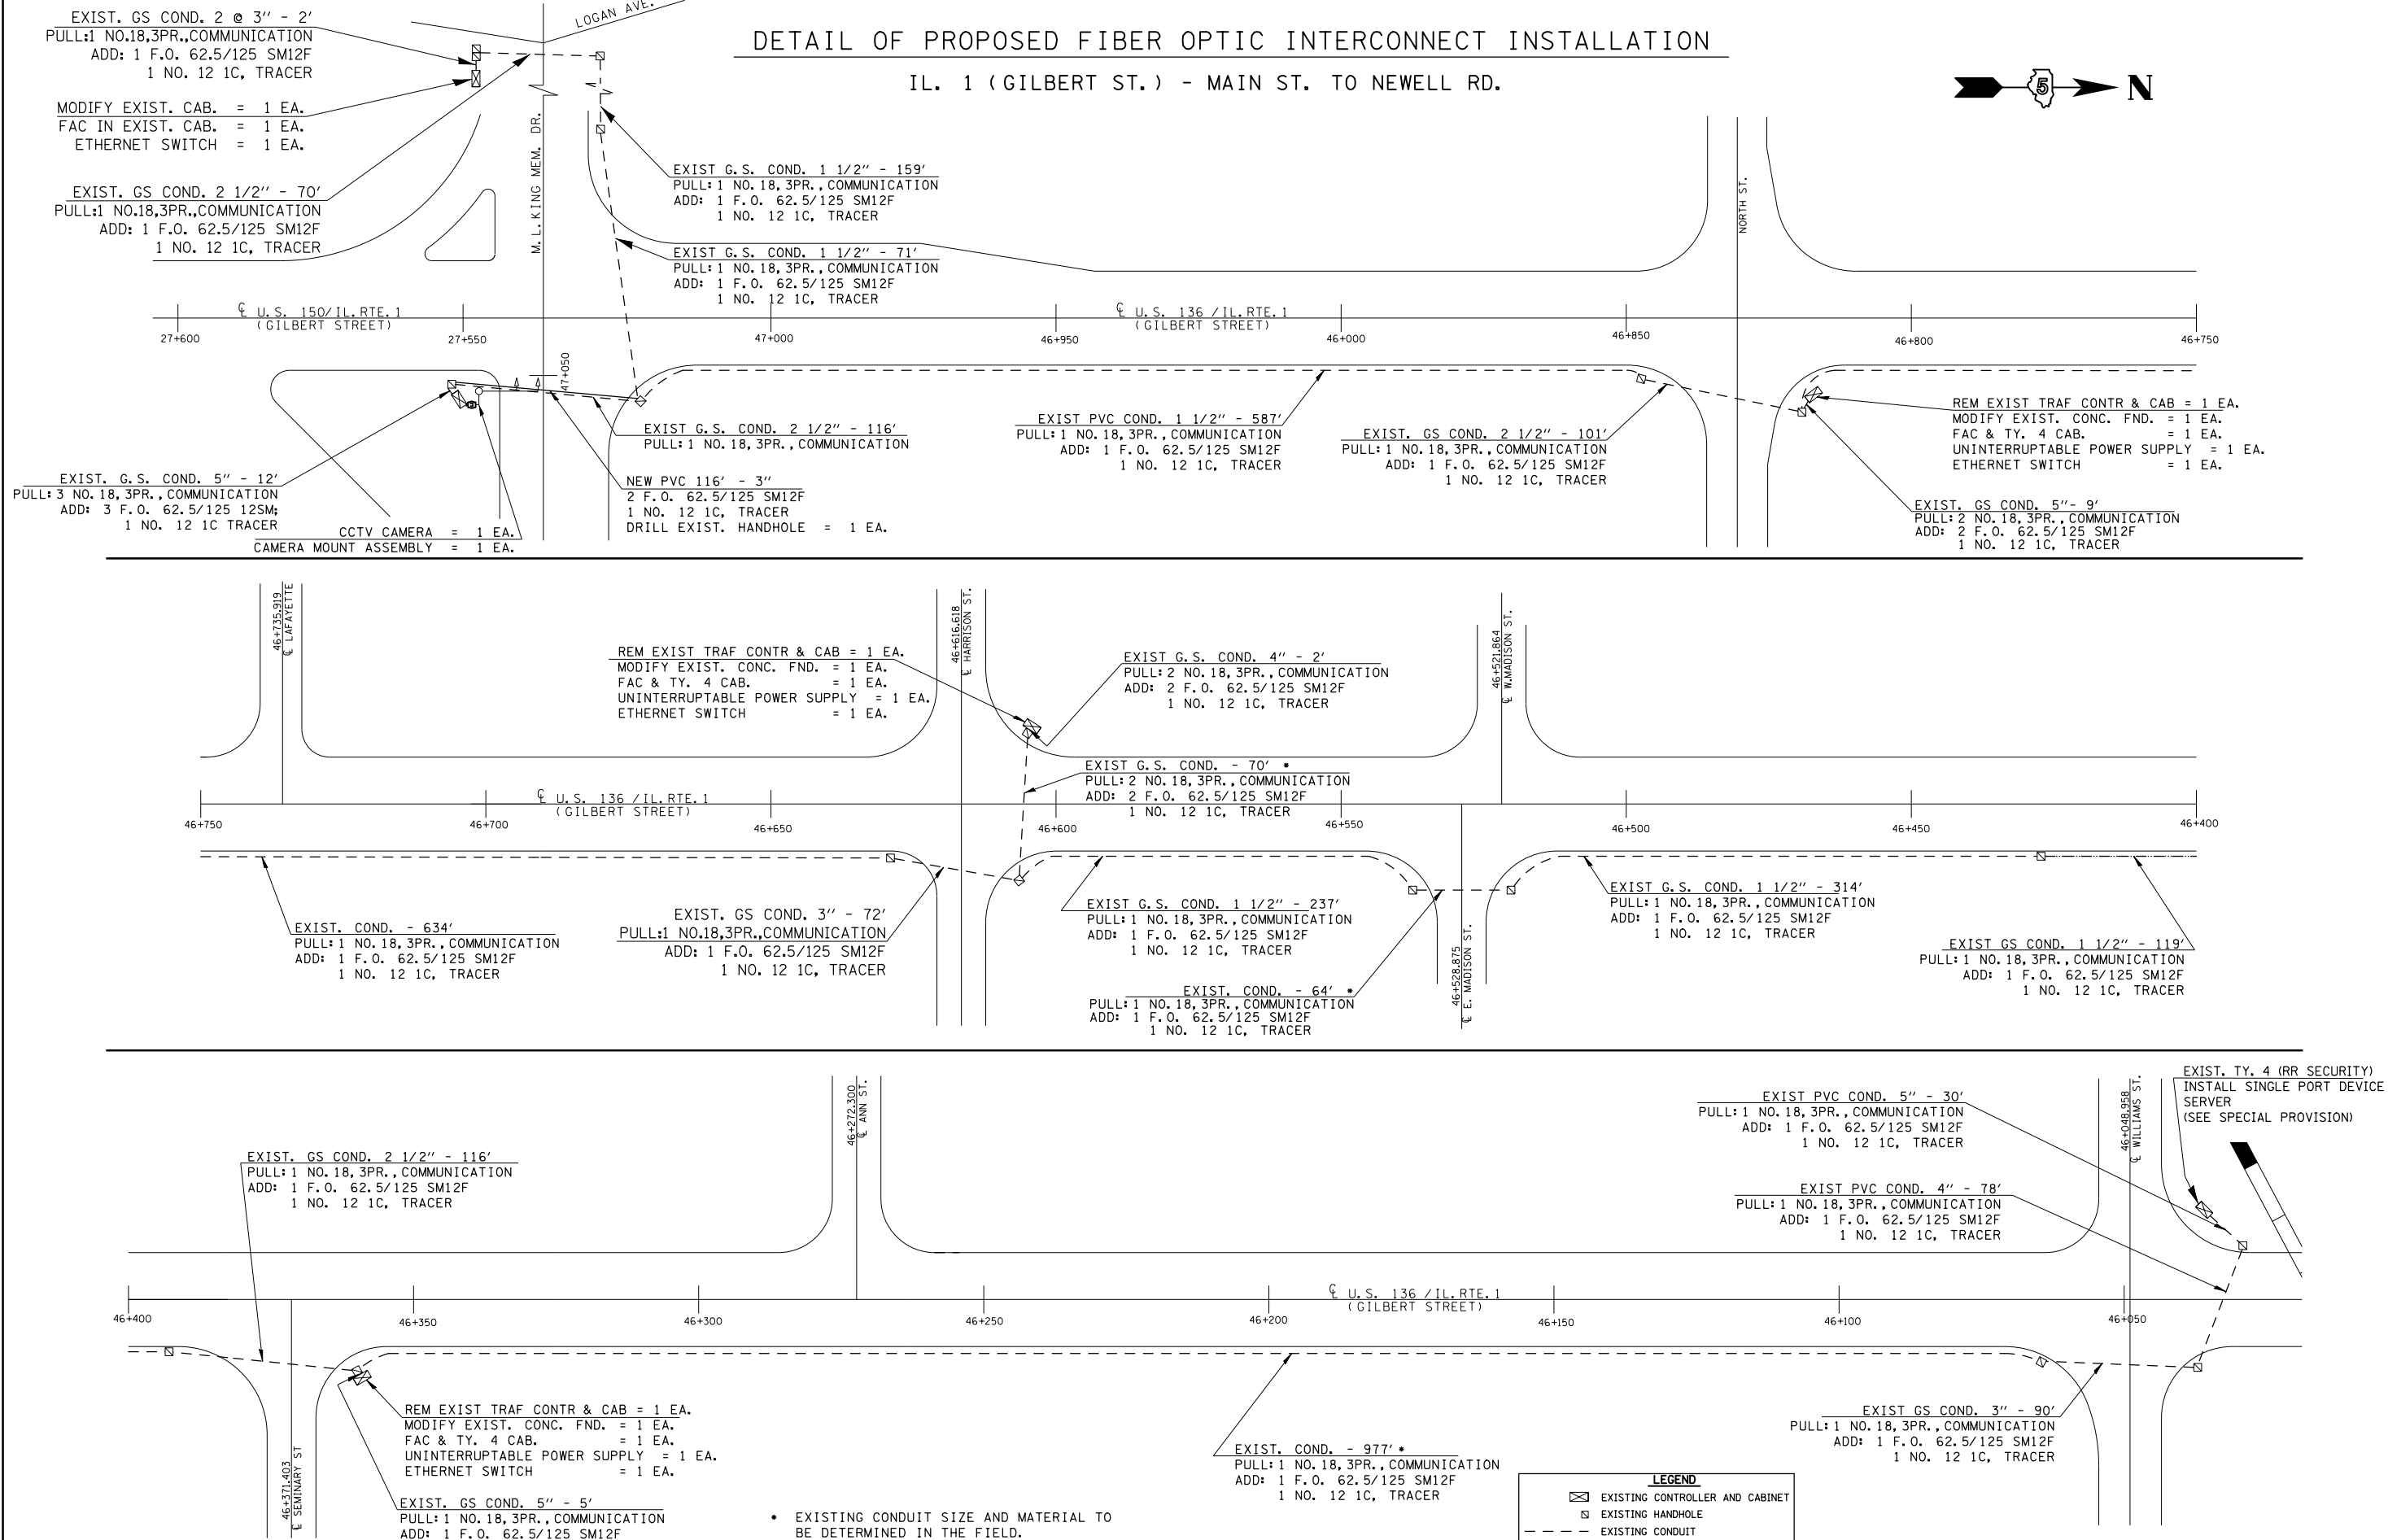 DETAIL OF PROPOSED FIBER OPTIC INTERCONNECT INSTALLATION
IL. 1 (GILBERT ST.) - MAIN ST. TO NEWELL RD.
5
N
LOGAN AVE.
EXIST. GS COND. 2 @ 3" - 2'
PULL:1 NO.18,3PR.,COMMUNICATION
ADD: 1 F.O. 62.5/125 SM12F
1 NO. 12 1C, TRACER
MODIFY EXIST. CAB. = 1 EA.
FAC IN EXIST. CAB. = 1 EA.
ETHERNET SWITCH = 1 EA.
EXIST. GS COND. 2 1/2" - 70'
PULL:1 NO.18,3PR.,COMMUNICATION
ADD: 1 F.O. 62.5/125 SM12F
1 NO. 12 1C, TRACER
M.L.KING MEM. DR.
EXIST G.S. COND. 1 1/2" - 159'
PULL:1 NO.18,3PR.,COMMUNICATION
ADD: 1 F.O. 62.5/125 SM12F
1 NO. 12 1C, TRACER
EXIST G.S. COND. 1 1/2" - 71'
PULL:1 NO.18,3PR.,COMMUNICATION
ADD: 1 F.O. 62.5/125 SM12F
1 NO. 12 1C, TRACER
NORTH ST.
℄ U.S. 150/IL.RTE.1
(GILBERT STREET)
℄ U.S. 136 /IL.RTE.1
(GILBERT STREET)
27+600
27+550
47+000
46+950
46+000
46+850
46+800
46+750
47+050
EXIST G.S. COND. 2 1/2" - 116'
PULL:1 NO.18,3PR.,COMMUNICATION
EXIST PVC COND. 1 1/2" - 587'
PULL:1 NO.18,3PR.,COMMUNICATION
ADD: 1 F.O. 62.5/125 SM12F
1 NO. 12 1C, TRACER
EXIST. GS COND. 2 1/2" - 101'
PULL:1 NO.18,3PR.,COMMUNICATION
ADD: 1 F.O. 62.5/125 SM12F
1 NO. 12 1C, TRACER
REM EXIST TRAF CONTR & CAB = 1 EA.
MODIFY EXIST. CONC. FND. = 1 EA.
FAC & TY. 4 CAB. = 1 EA.
UNINTERRUPTABLE POWER SUPPLY = 1 EA.
ETHERNET SWITCH = 1 EA.
EXIST. G.S. COND. 5" - 12'
PULL:3 NO.18,3PR.,COMMUNICATION
ADD: 3 F.O. 62.5/125 12SM;
1 NO. 12 1C TRACER
NEW PVC 116' - 3"
2 F.O. 62.5/125 SM12F
1 NO. 12 1C, TRACER
DRILL EXIST. HANDHOLE = 1 EA.
CCTV CAMERA = 1 EA.
CAMERA MOUNT ASSEMBLY = 1 EA.
EXIST. GS COND. 5"- 9'
PULL:2 NO.18,3PR.,COMMUNICATION
ADD: 2 F.O. 62.5/125 SM12F
1 NO. 12 1C, TRACER
46+735.919
℄ LAFAYETTE
46+616.618
℄ HARRISON ST.
46+521.864
℄ W.MADISON ST.
REM EXIST TRAF CONTR & CAB = 1 EA.
MODIFY EXIST. CONC. FND. = 1 EA.
FAC & TY. 4 CAB. = 1 EA.
UNINTERRUPTABLE POWER SUPPLY = 1 EA.
ETHERNET SWITCH = 1 EA.
EXIST G.S. COND. 4" - 2'
PULL:2 NO.18,3PR.,COMMUNICATION
ADD: 2 F.O. 62.5/125 SM12F
1 NO. 12 1C, TRACER
EXIST G.S. COND. - 70' *
PULL:2 NO.18,3PR.,COMMUNICATION
ADD: 2 F.O. 62.5/125 SM12F
1 NO. 12 1C, TRACER
℄ U.S. 136 /IL.RTE.1
(GILBERT STREET)
46+750
46+700
46+650
46+600
46+550
46+500
46+450
46+400
EXIST. COND. - 634'
PULL:1 NO.18,3PR.,COMMUNICATION
ADD: 1 F.O. 62.5/125 SM12F
1 NO. 12 1C, TRACER
EXIST. GS COND. 3" - 72'
PULL:1 NO.18,3PR.,COMMUNICATION
ADD: 1 F.O. 62.5/125 SM12F
1 NO. 12 1C, TRACER
EXIST G.S. COND. 1 1/2" - 237'
PULL:1 NO.18,3PR.,COMMUNICATION
ADD: 1 F.O. 62.5/125 SM12F
1 NO. 12 1C, TRACER
EXIST. COND. - 64' *
PULL:1 NO.18,3PR.,COMMUNICATION
ADD: 1 F.O. 62.5/125 SM12F
1 NO. 12 1C, TRACER
46+528.875
℄ E. MADISON ST.
EXIST G.S. COND. 1 1/2" - 314'
PULL:1 NO.18,3PR.,COMMUNICATION
ADD: 1 F.O. 62.5/125 SM12F
1 NO. 12 1C, TRACER
EXIST GS COND. 1 1/2" - 119'
PULL:1 NO.18,3PR.,COMMUNICATION
ADD: 1 F.O. 62.5/125 SM12F
1 NO. 12 1C, TRACER
46+272.300
℄ ANN ST.
46+048.958
℄ WILLIAMS ST.
EXIST. TY. 4 (RR SECURITY)
INSTALL SINGLE PORT DEVICE
SERVER
(SEE SPECIAL PROVISION)
EXIST PVC COND. 5" - 30'
PULL:1 NO.18,3PR.,COMMUNICATION
ADD: 1 F.O. 62.5/125 SM12F
1 NO. 12 1C, TRACER
EXIST. GS COND. 2 1/2" - 116'
PULL:1 NO.18,3PR.,COMMUNICATION
ADD: 1 F.O. 62.5/125 SM12F
1 NO. 12 1C, TRACER
EXIST PVC COND. 4" - 78'
PULL:1 NO.18,3PR.,COMMUNICATION
ADD: 1 F.O. 62.5/125 SM12F
1 NO. 12 1C, TRACER
℄ U.S. 136 /IL.RTE.1
(GILBERT STREET)
46+400
46+350
46+300
46+250
46+200
46+150
46+100
46+050
46+371.403
℄ SEMINARY ST
REM EXIST TRAF CONTR & CAB = 1 EA.
MODIFY EXIST. CONC. FND. = 1 EA.
FAC & TY. 4 CAB. = 1 EA.
UNINTERRUPTABLE POWER SUPPLY = 1 EA.
ETHERNET SWITCH = 1 EA.
EXIST. GS COND. 5" - 5'
PULL:1 NO.18,3PR.,COMMUNICATION
ADD: 1 F.O. 62.5/125 SM12F
* EXISTING CONDUIT SIZE AND MATERIAL TO
BE DETERMINED IN THE FIELD.
EXIST. COND. - 977' *
PULL:1 NO.18,3PR.,COMMUNICATION
ADD: 1 F.O. 62.5/125 SM12F
1 NO. 12 1C, TRACER
EXIST GS COND. 3" - 90'
PULL:1 NO.18,3PR.,COMMUNICATION
ADD: 1 F.O. 62.5/125 SM12F
1 NO. 12 1C, TRACER
LEGEND
EXISTING CONTROLLER AND CABINET
EXISTING HANDHOLE
EXISTING CONDUIT